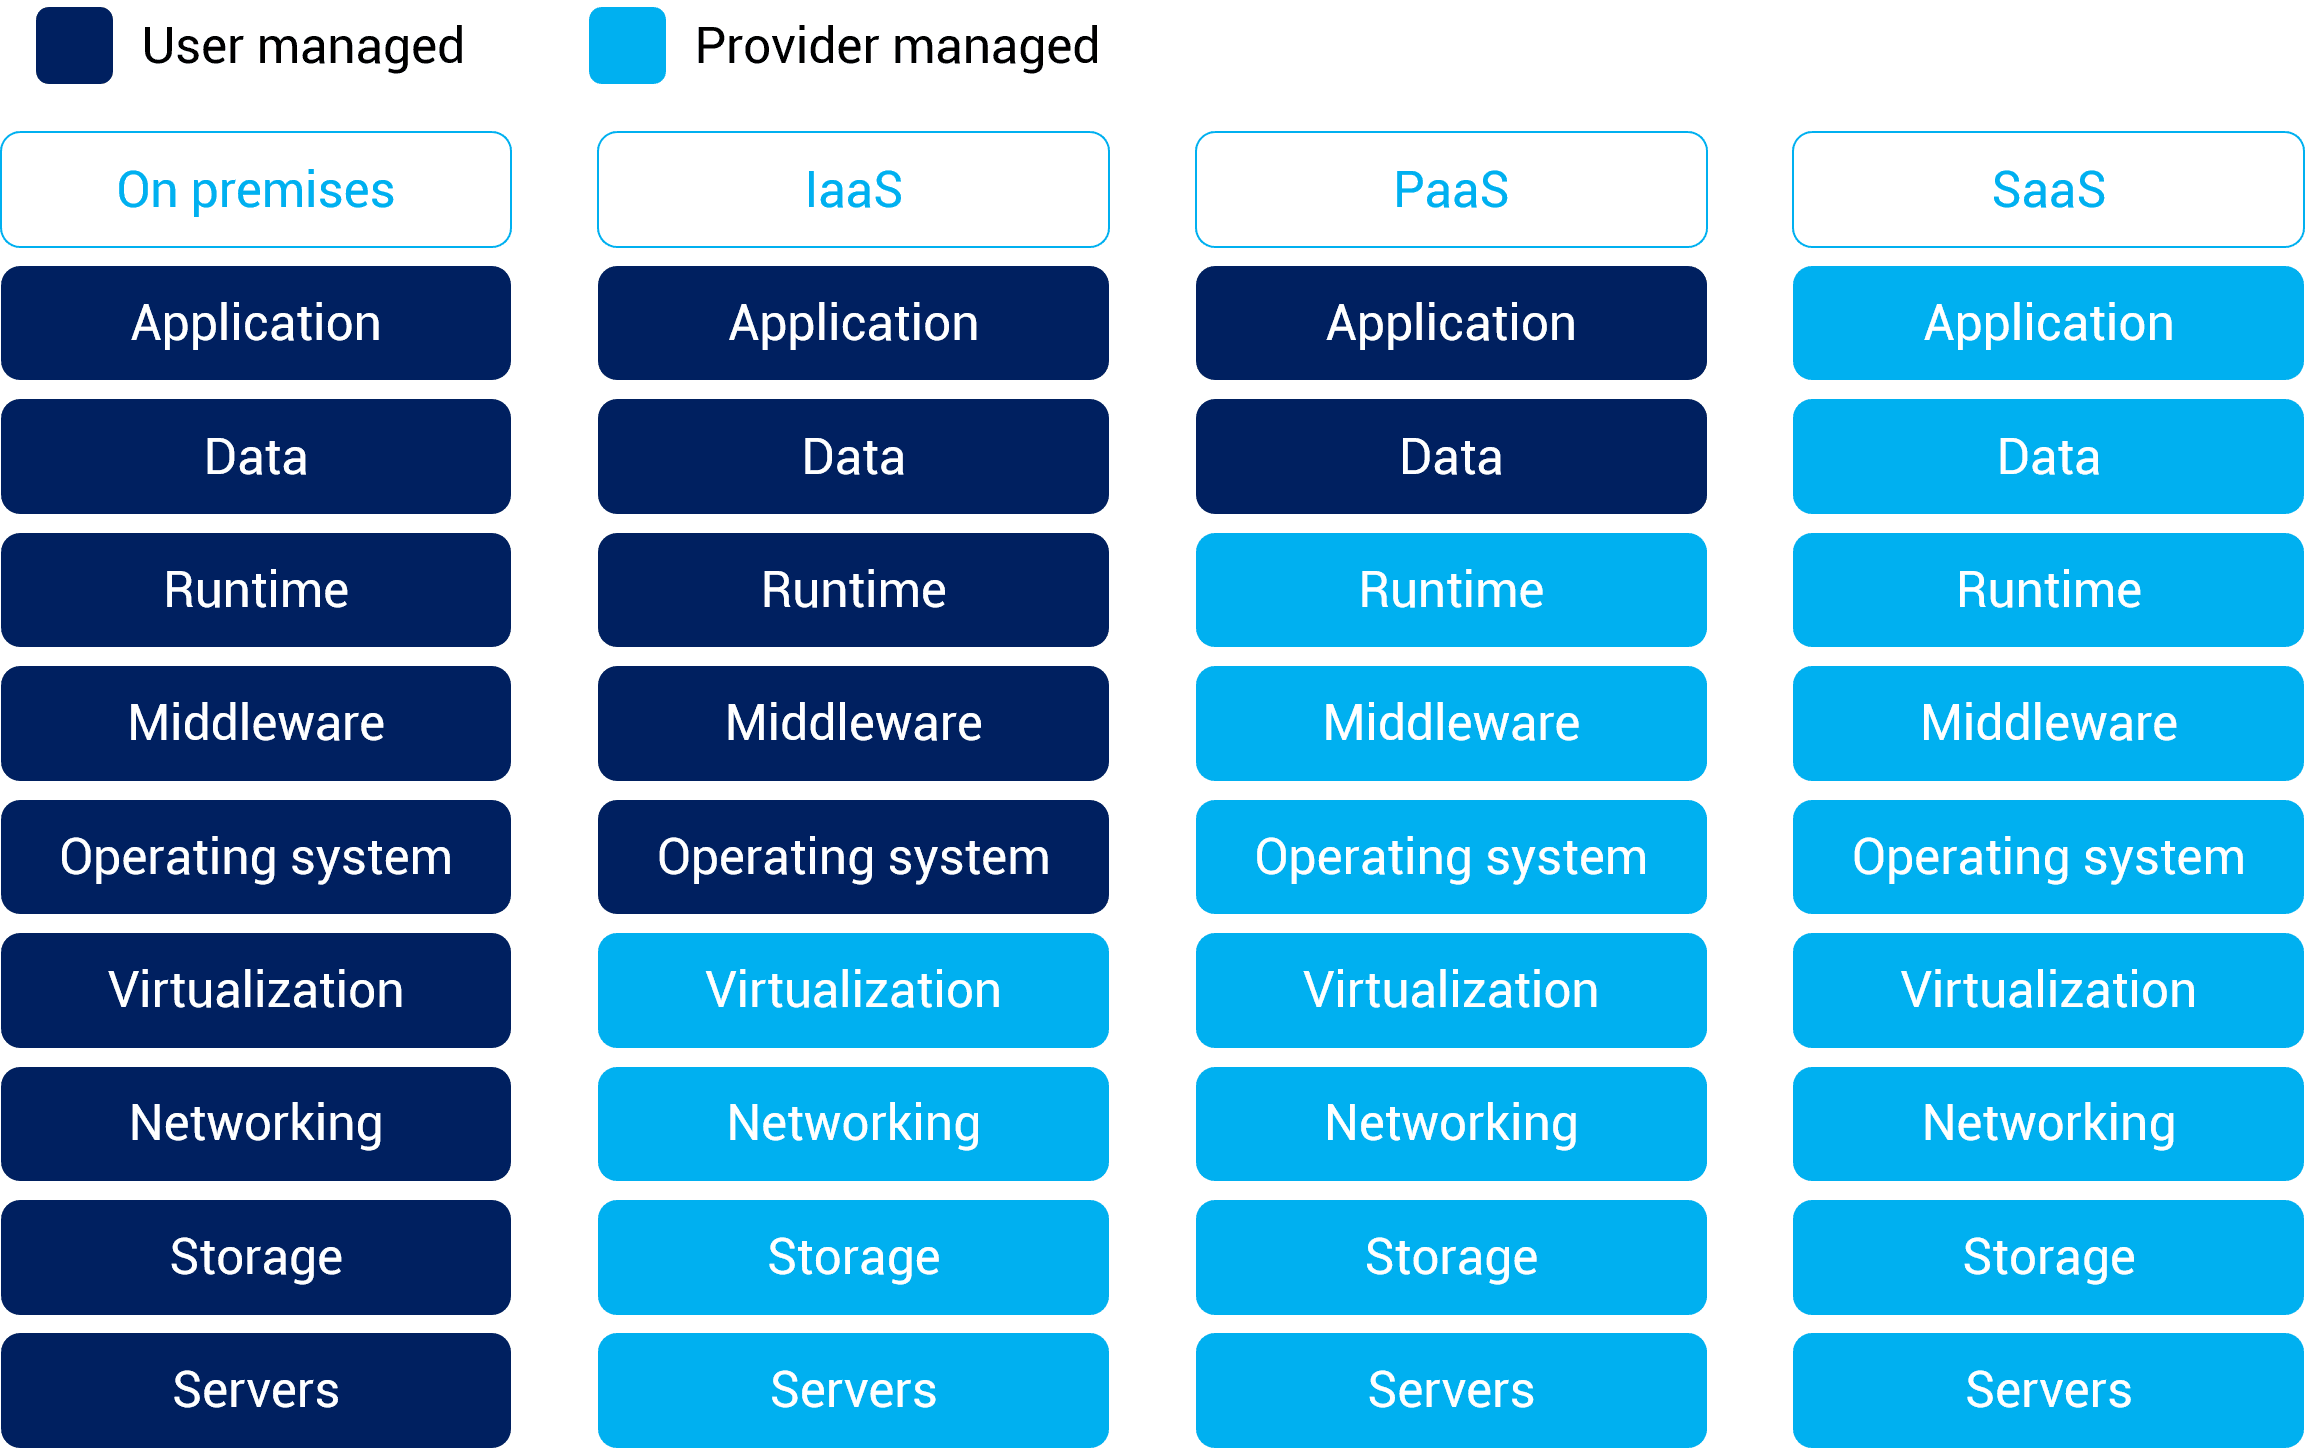 User managed
Provider managed
On premises
IaaS
PaaS
SaaS
Application
Application
Application
Application
Data
Data
Data
Data
Runtime
Runtime
Runtime
Runtime
Middleware
Middleware
Middleware
Middleware
Operating system
Operating system
Operating system
Operating system
Virtualization
Virtualization
Virtualization
Virtualization
Networking
Networking
Networking
Networking
Storage
Storage
Storage
Storage
Servers
Servers
Servers
Servers